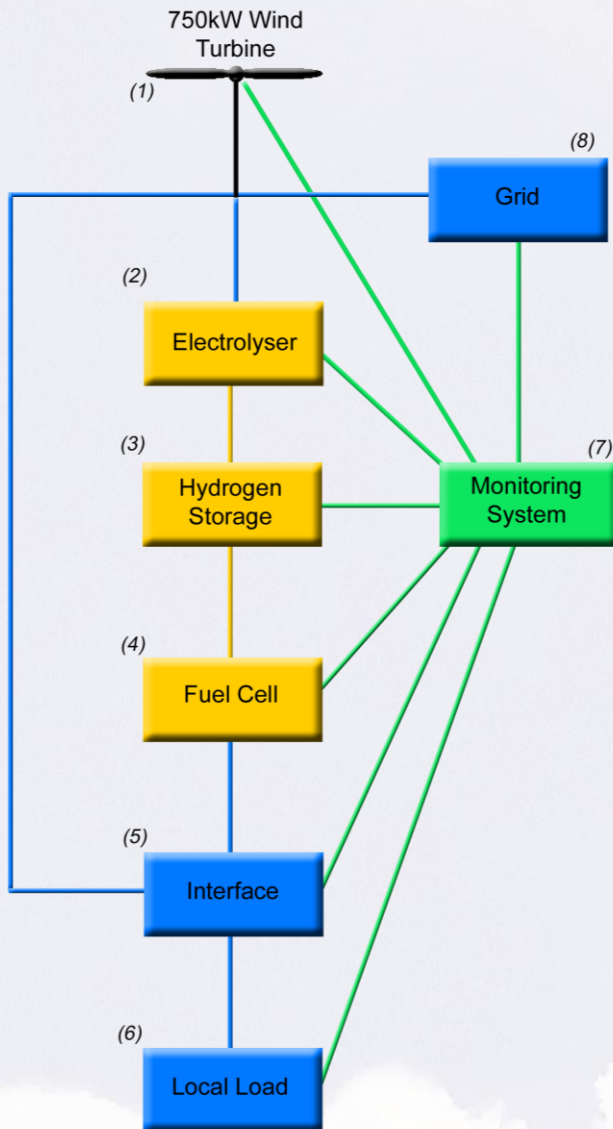 750kW Wind
Turbine
(1)
(8)
Grid
(2)
Electrolyser
(3)
Hydrogen
Storage
(7)
Monitoring
System
(4)
Fuel Cell
(5)
Interface
(6)
Local Load